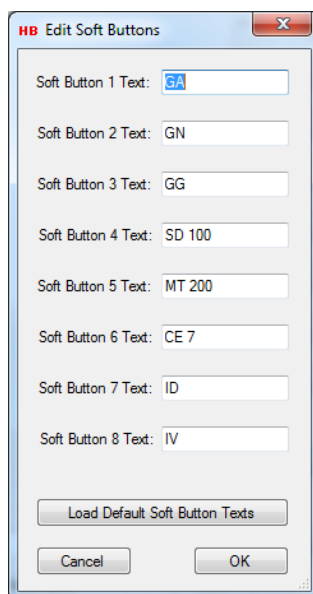 HB Edit Soft Buttons
Soft Button 1 Text: GA
Soft Button 2 Text: GN
Soft Button 3 Text: GG
Soft Button 4 Text: SD 100
Soft Button 5 Text: MT 200
Soft Button 6 Text: CE 7
Soft Button 7 Text: ID
Soft Button 8 Text: IV
Load Default Soft Button Texts
Cancel OK